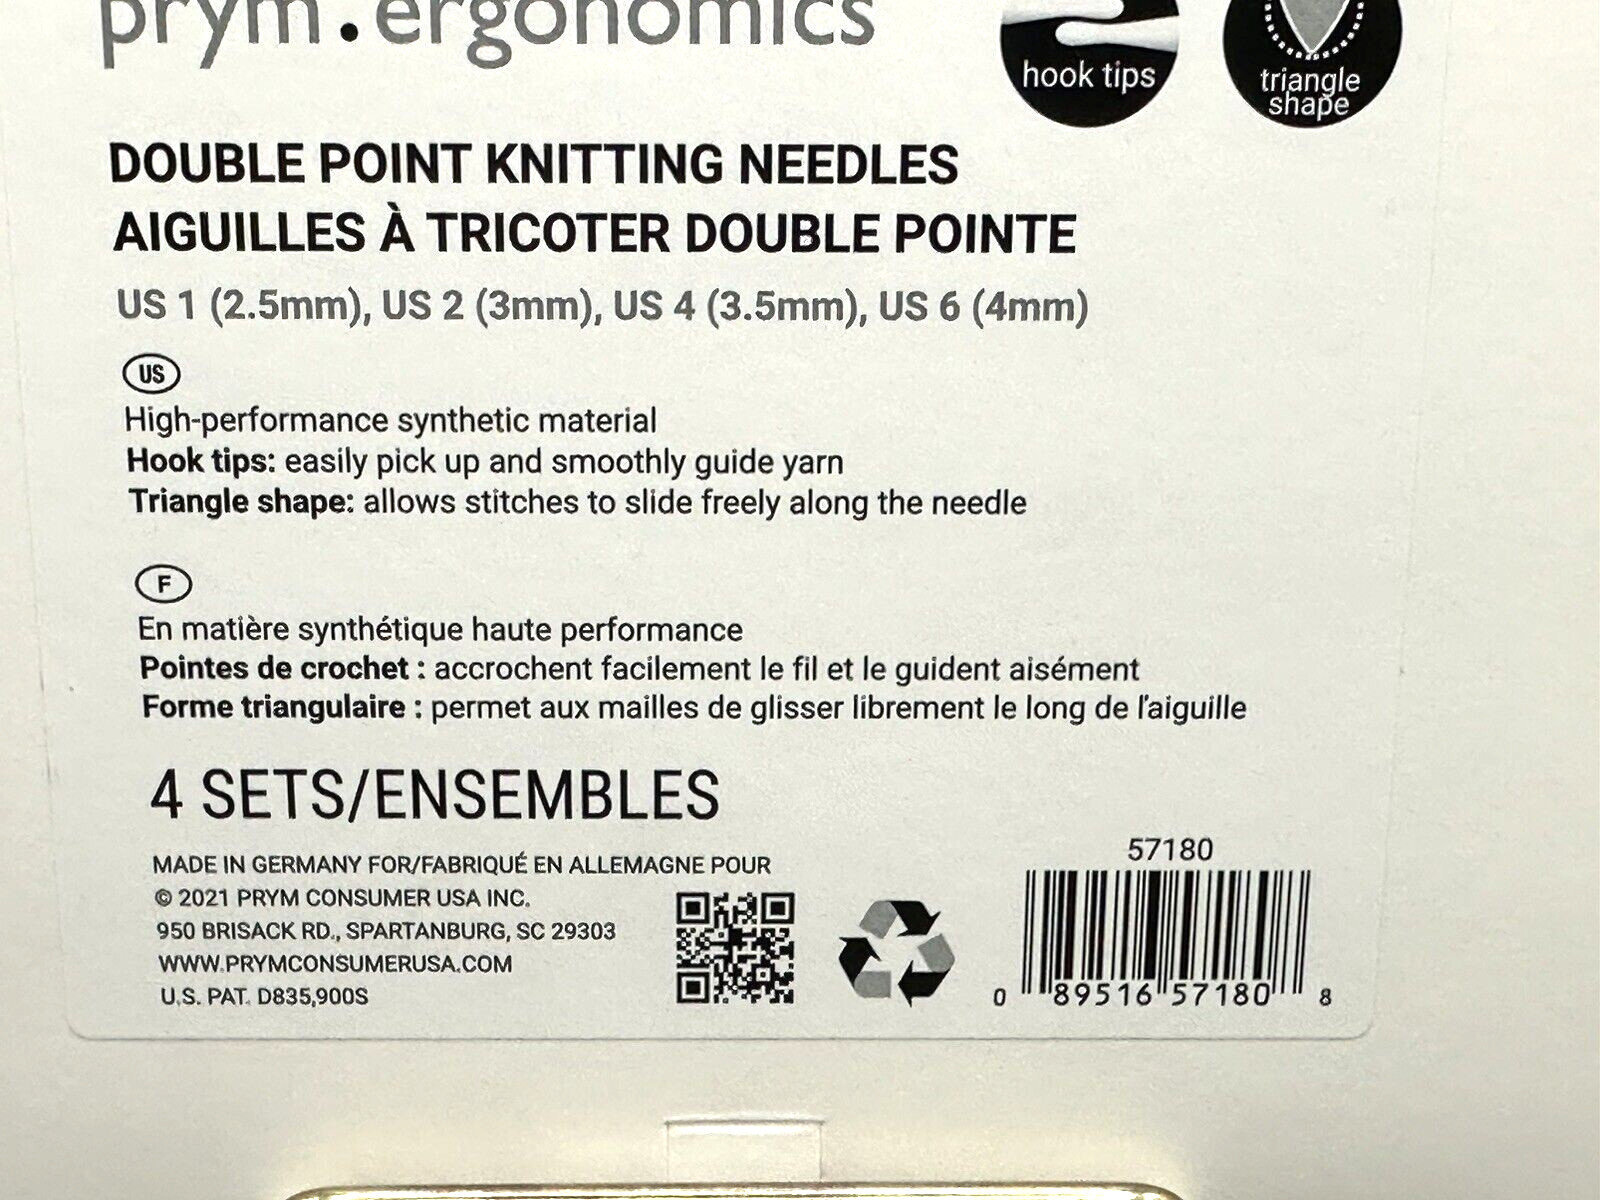 prym.ergonomics
hook tips
triangle
shape
DOUBLE POINT KNITTING NEEDLES
AIGUILLES À TRICOTER DOUBLE POINTE
US 1 (2.5mm), US 2 (3mm), US 4 (3.5mm), US 6 (4mm)
US
High-performance synthetic material
Hook tips: easily pick up and smoothly guide yarn
Triangle shape: allows stitches to slide freely along the needle
F
En matière synthétique haute performance
Pointes de crochet : accrochent facilement le fil et le guident aisément
Forme triangulaire : permet aux mailles de glisser librement le long de l'aiguille
4 SETS/ENSEMBLES
MADE IN GERMANY FOR/FABRIQUÉ EN ALLEMAGNE POUR
© 2021 PRYM CONSUMER USA INC.
950 BRISACK RD., SPARTANBURG, SC 29303
WWW.PRYMCONSUMERUSA.COM
U.S. PAT. D835,900S
57180
0 89516 57180 8